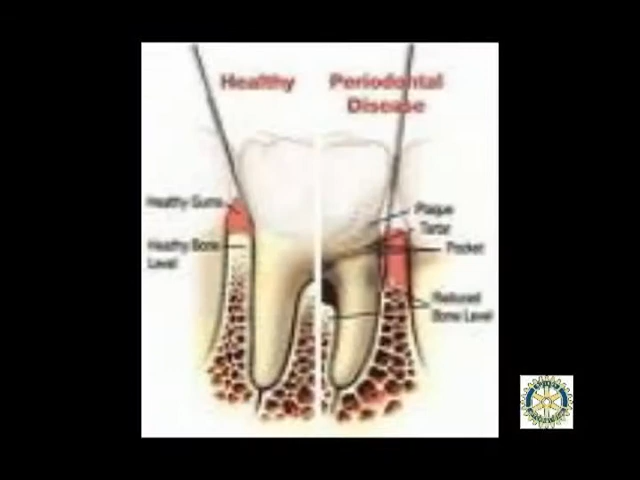 Healthy
Periodontal
Disease
Healthy Gums
Healthy Bone
Level
Plaque
Tartar
Pocket
Reduced
Bone Level